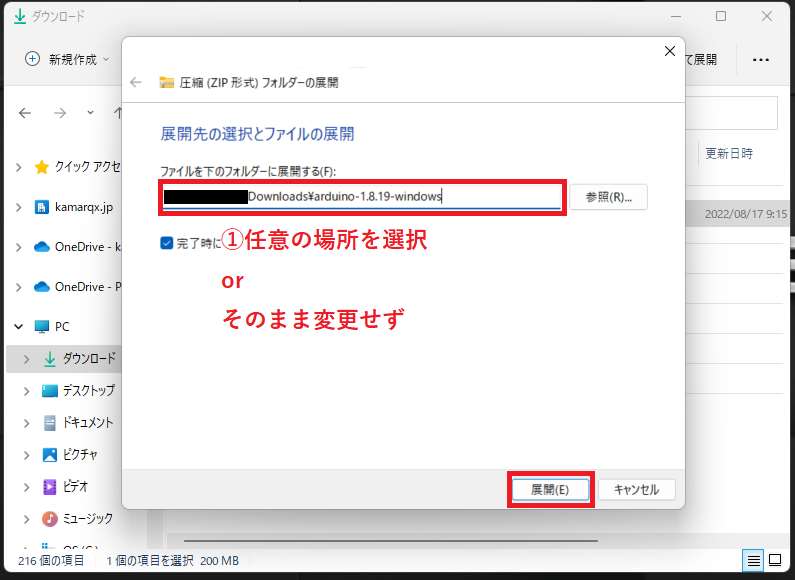 ダウンロード
新規作成
て展開
圧縮 (ZIP 形式) フォルダーの展開
展開先の選択とファイルの展開
ファイルを下のフォルダーに展開する(F):
Downloads¥arduino-1.8.19-windows
参照(R)...
完了時に
①任意の場所を選択
or
そのまま変更せず
展開(E)
キャンセル
更新日時
2022/08/17 9:15
クイック アクセ
kamarqx.jp
OneDrive - k
OneDrive - P
PC
ダウンロード
デスクトップ
ドキュメント
ピクチャ
ビデオ
ミュージック
216 個の項目
1 個の項目を選択 200 MB